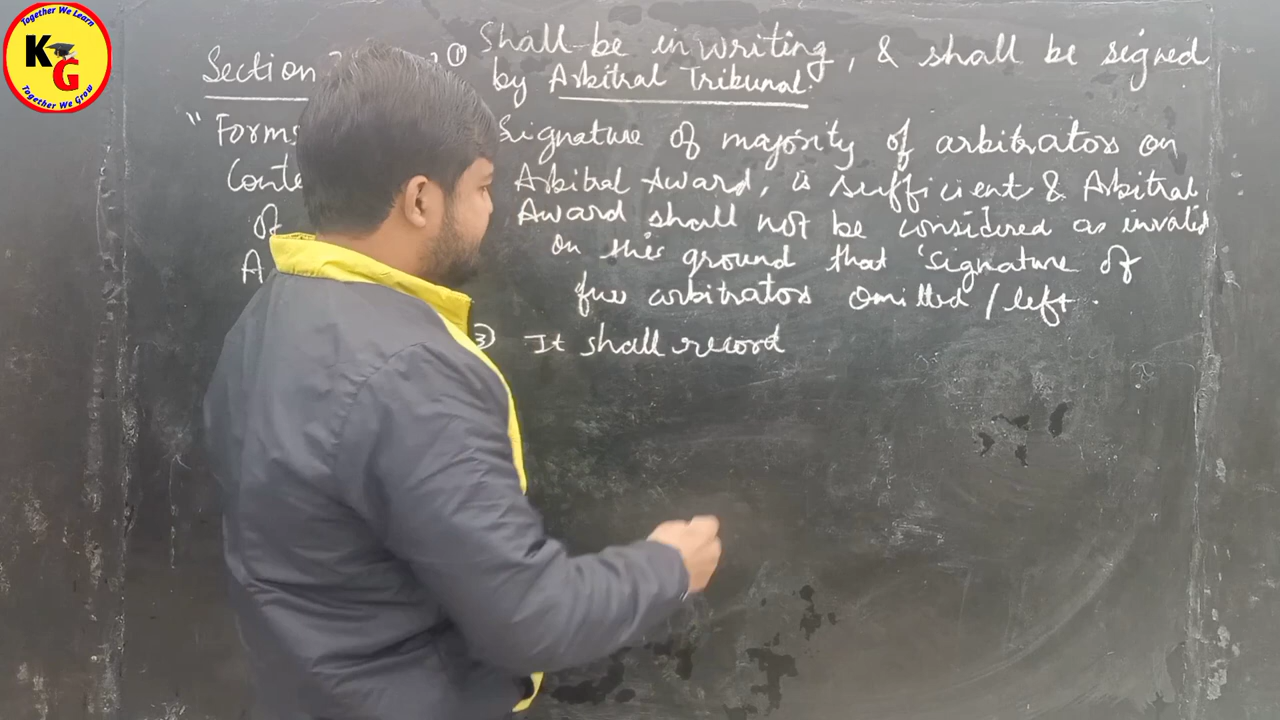 Together We Learn
KG
Together We Grow
Section
① Shall be in writing, & shall be signed
by Arbitral Tribunal.
" Forms
Conte
of
A
Signature of majority of arbitrators on
Arbitral Award, is sufficient & Arbitral
Award shall not be considered as invalid
on this ground that 'signature of
few arbitrators omitted / left.
③ It shall record